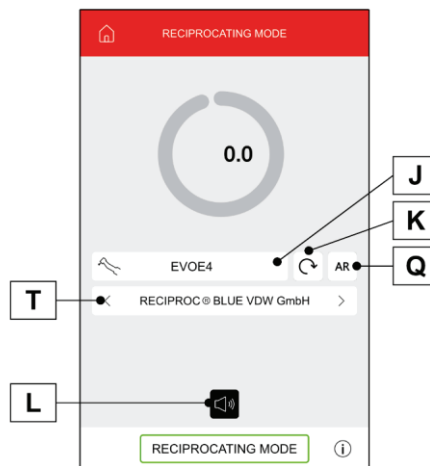 RECIPROCATING MODE
0.0
J
K
EVOE4
AR
Q
T
< RECIPROC® BLUE VDW GmbH >
L
RECIPROCATING MODE
i